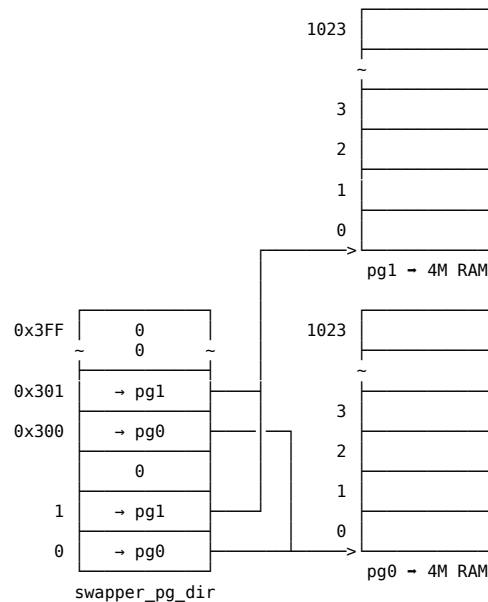 1023
~
3
2
1
0
pg1 → 4M RAM
0x3FF 0
~ 0 ~
0x301 → pg1
0x300 → pg0
0
1 → pg1
0 → pg0
swapper_pg_dir
1023
~
3
2
1
0
pg0 → 4M RAM